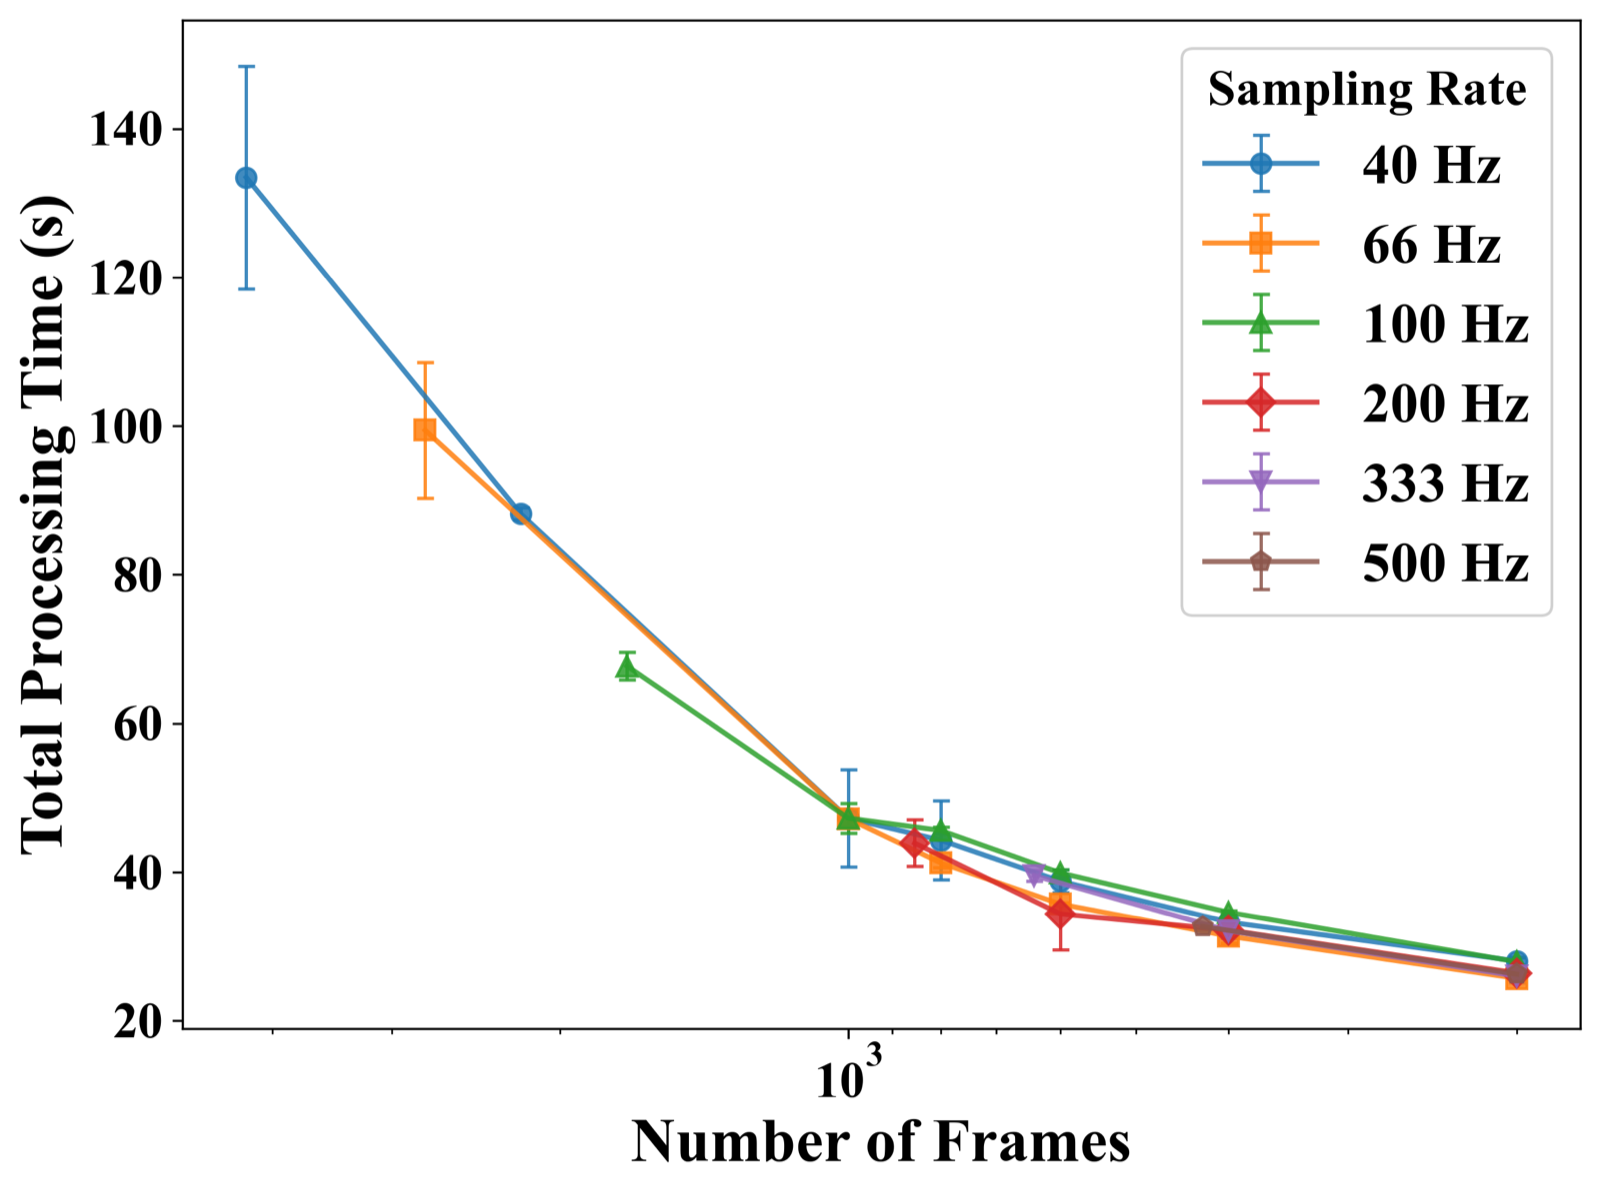 Total Processing Time (s)
140
120
100
80
60
40
20
Sampling Rate
40 Hz
66 Hz
100 Hz
200 Hz
333 Hz
500 Hz
10³
Number of Frames